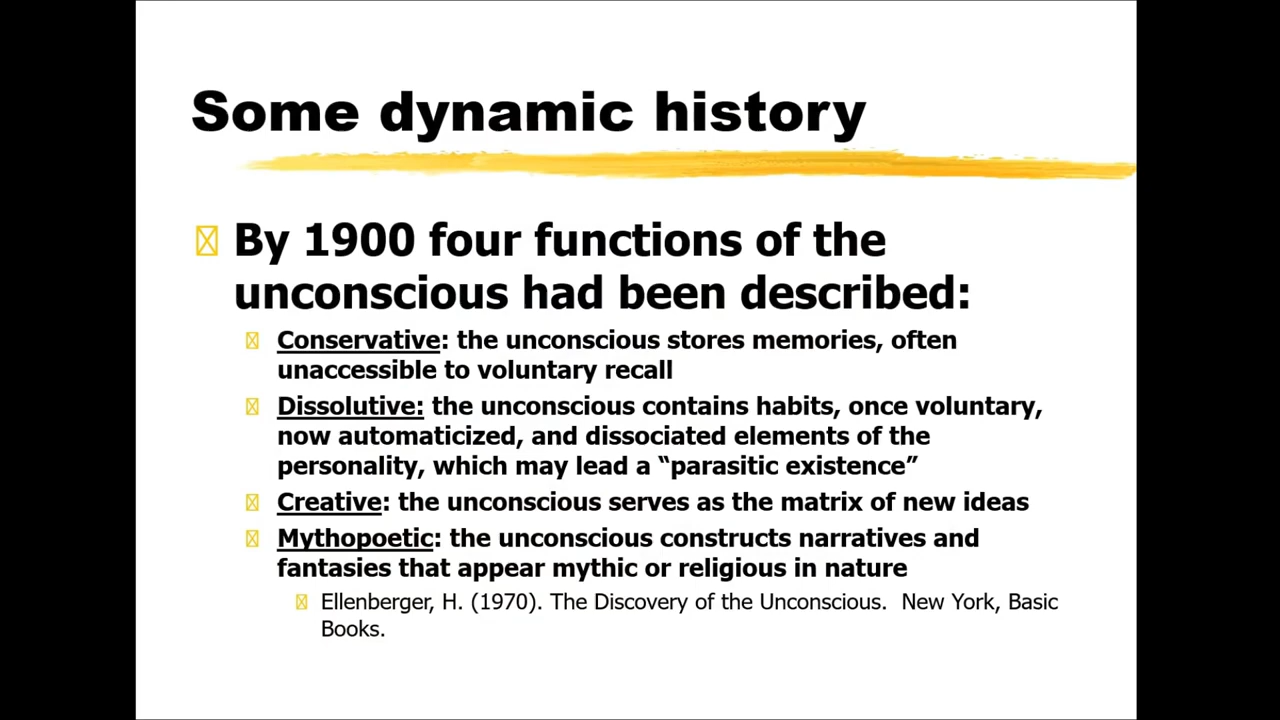 Some dynamic history
By 1900 four functions of the
unconscious had been described:
Conservative: the unconscious stores memories, often
unaccessible to voluntary recall
Dissolutive: the unconscious contains habits, once voluntary,
now automaticized, and dissociated elements of the
personality, which may lead a “parasitic existence”
Creative: the unconscious serves as the matrix of new ideas
Mythopoetic: the unconscious constructs narratives and
fantasies that appear mythic or religious in nature
Ellenberger, H. (1970). The Discovery of the Unconscious. New York, Basic
Books.